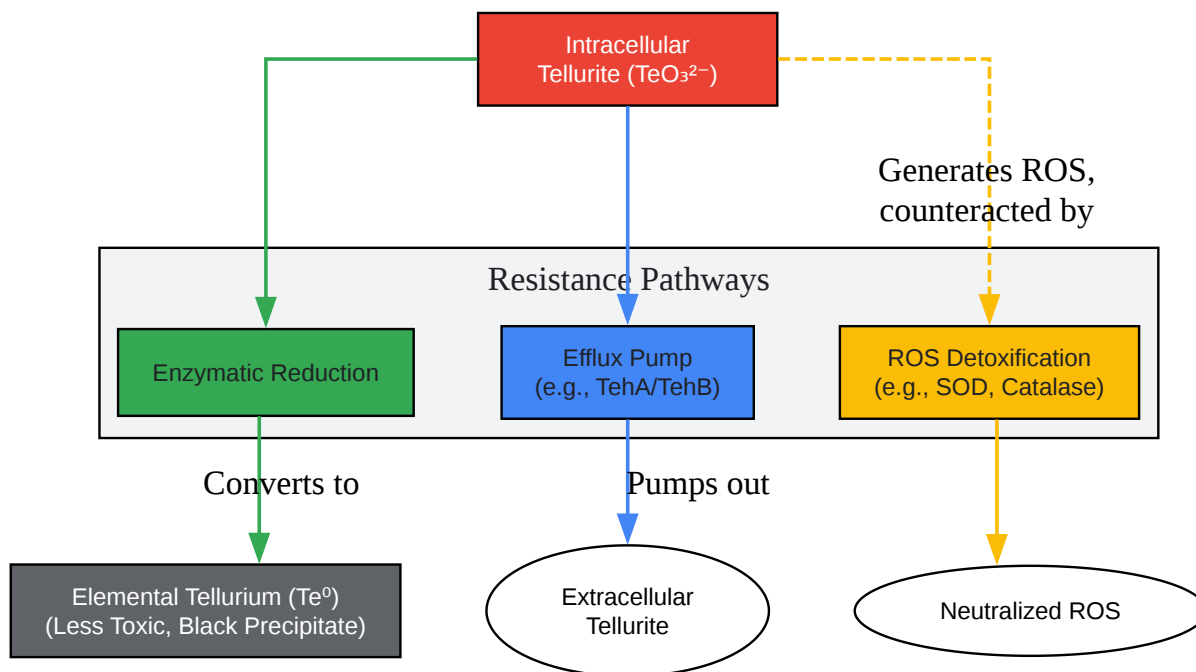 Intracellular
Tellurite (TeO₃²⁻)
Generates ROS,
counteracted by
Resistance Pathways
Enzymatic Reduction
Efflux Pump
(e.g., TehA/TehB)
ROS Detoxification
(e.g., SOD, Catalase)
Converts to
Pumps out
Elemental Tellurium (Te⁰)
(Less Toxic, Black Precipitate)
Extracellular
Tellurite
Neutralized ROS